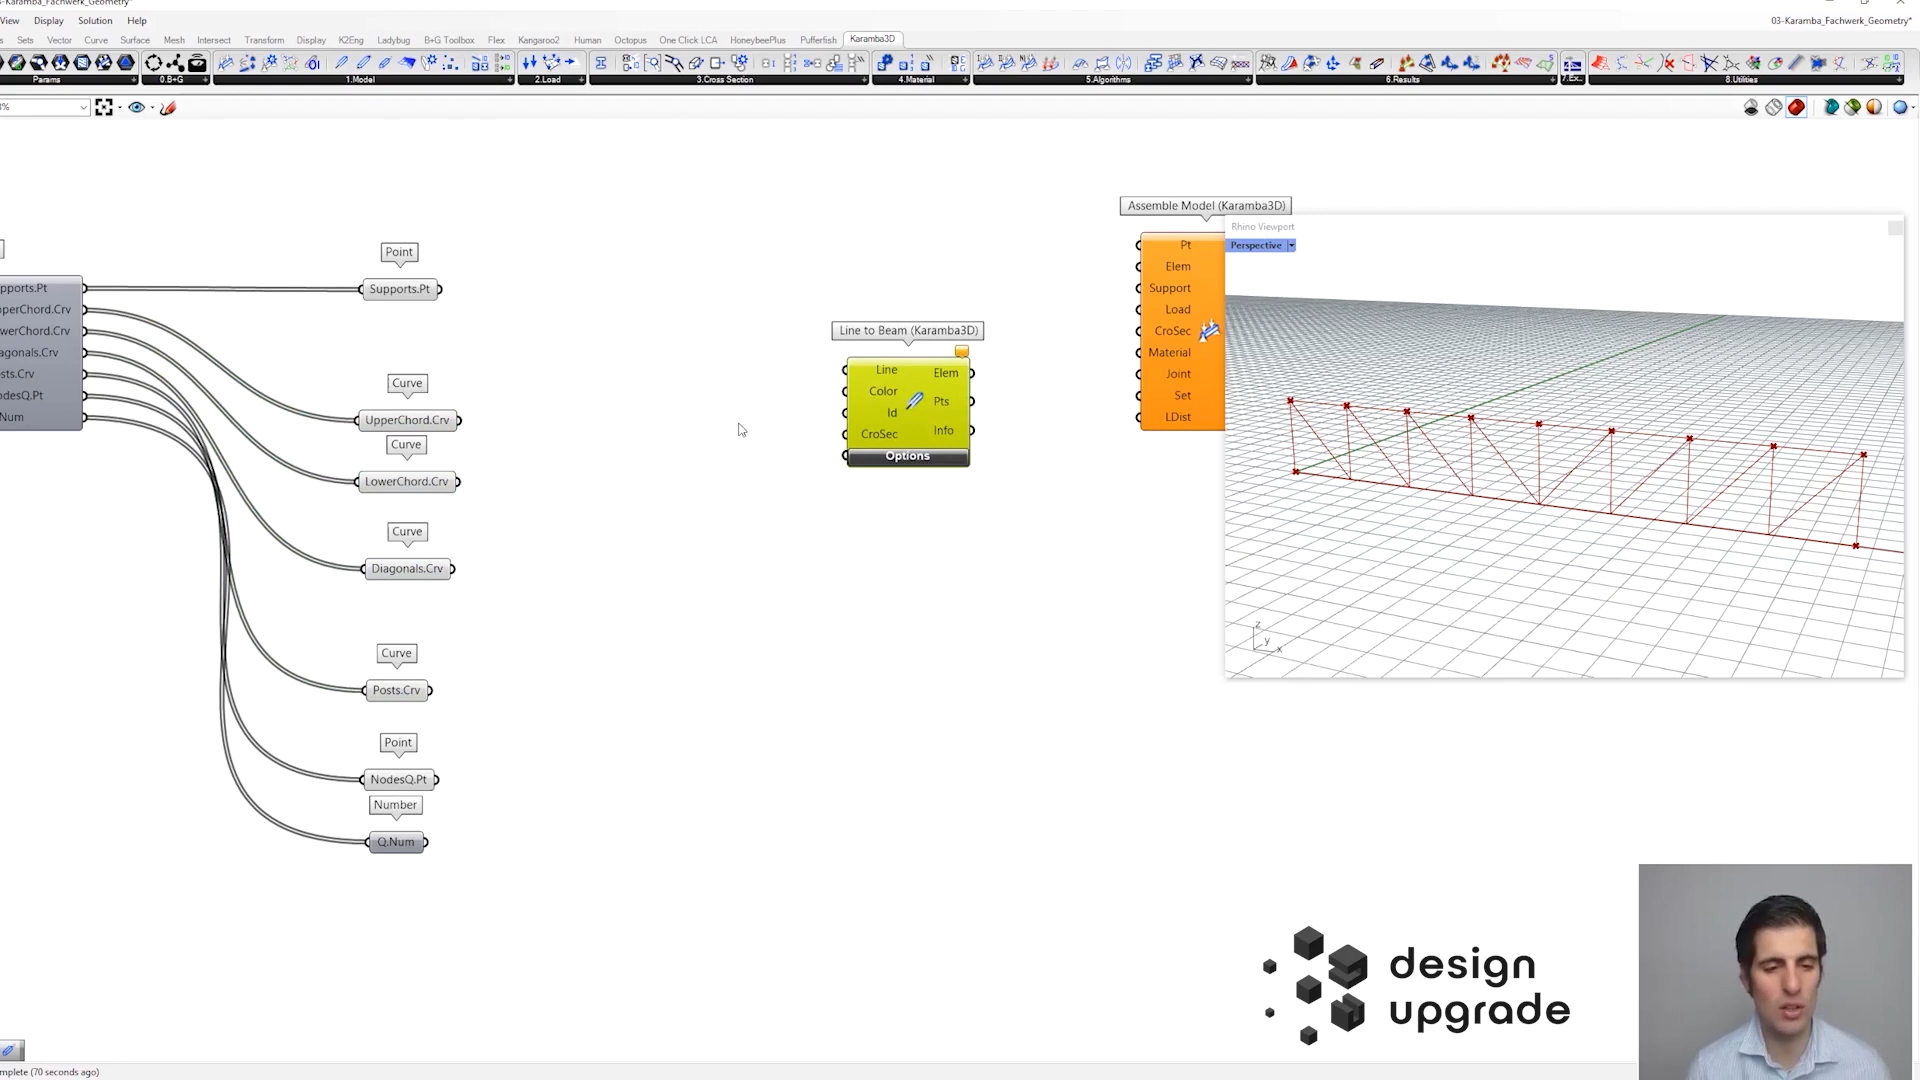 3-Karamba_Fachwerk_Geometry*
View Display Solution Help
03-Karamba_Fachwerk_Geometry*
s Sets Vector Curve Surface Mesh Intersect Transform Display K2Eng Ladybug B+G Toolbox Flex Kangaroo2 Human Octopus One Click LCA HoneybeePlus Pufferfish Karamba3D
Params 0.B+G 1.Model 2.Load 3.Cross Section 4.Material 5.Algorithms 6.Results 7.Ex... 8.Utilities
%
pports.Pt
perChord.Crv
werChord.Crv
agonals.Crv
sts.Crv
odesQ.Pt
Num
Point
Supports.Pt
Curve
UpperChord.Crv
Curve
LowerChord.Crv
Curve
Diagonals.Crv
Curve
Posts.Crv
Point
NodesQ.Pt
Number
Q.Num
Line to Beam (Karamba3D)
Line
Color
Id
CroSec
Elem
Pts
Info
Options
Assemble Model (Karamba3D)
Pt
Elem
Support
Load
CroSec
Material
Joint
Set
LDist
Rhino Viewport
Perspective
z
y
x
design
upgrade
mplete (70 seconds ago)